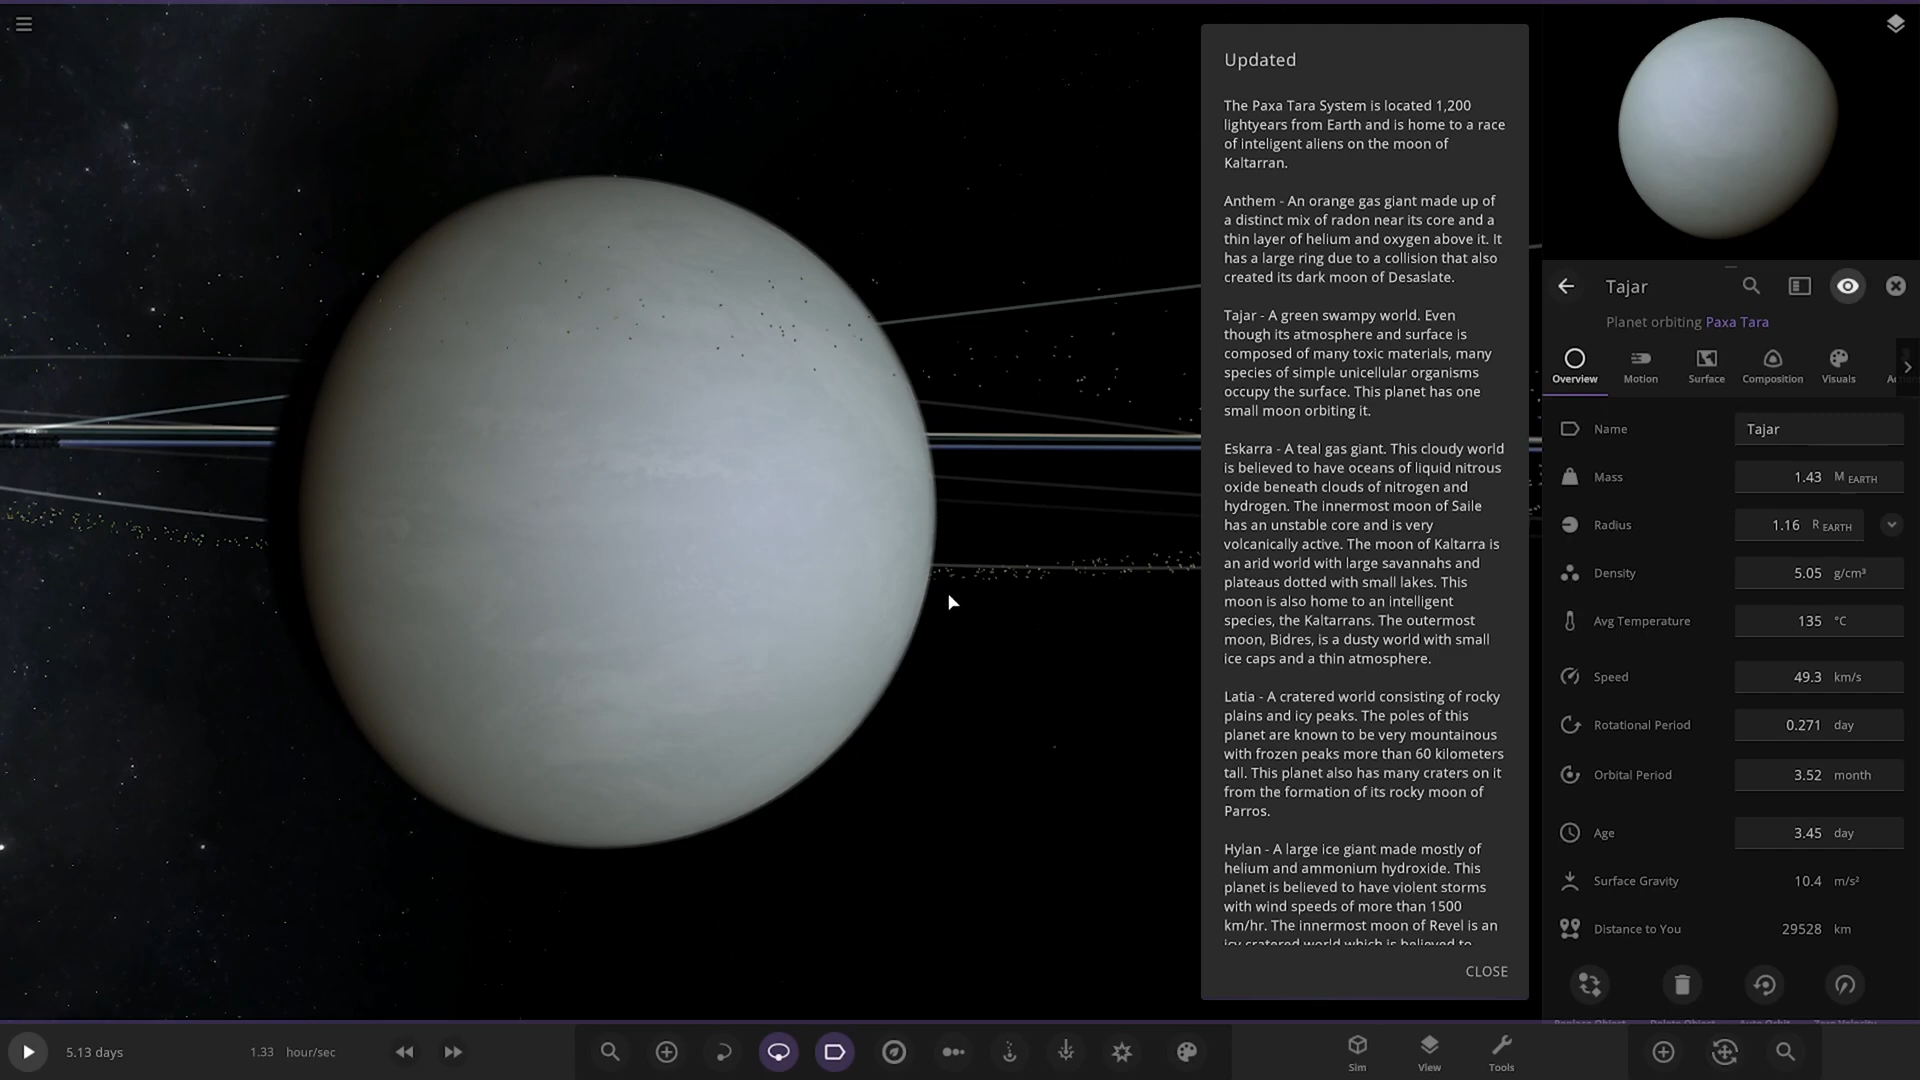 Updated
The Paxa Tara System is located 1,200
lightyears from Earth and is home to a race
of inteligent aliens on the moon of
Kaltarran.
Anthem - An orange gas giant made up of
a distinct mix of radon near its core and a
thin layer of helium and oxygen above it. It
has a large ring due to a collision that also
created its dark moon of Desaslate.
Tajar - A green swampy world. Even
though its atmosphere and surface is
composed of many toxic materials, many
species of simple unicellular organisms
occupy the surface. This planet has one
small moon orbiting it.
Eskarra - A teal gas giant. This cloudy world
is believed to have oceans of liquid nitrous
oxide beneath clouds of nitrogen and
hydrogen. The innermost moon of Saile
has an unstable core and is very
volcanically active. The moon of Kaltarra is
an arid world with large savannahs and
plateaus dotted with small lakes. This
moon is also home to an intelligent
species, the Kaltarrans. The outermost
moon, Bidres, is a dusty world with small
ice caps and a thin atmosphere.
Latia - A cratered world consisting of rocky
plains and icy peaks. The poles of this
planet are known to be very mountainous
with frozen peaks more than 60 kilometers
tall. This planet also has many craters on it
from the formation of its rocky moon of
Parros.
Hylan - A large ice giant made mostly of
helium and ammonium hydroxide. This
planet is believed to have violent storms
with wind speeds of more than 1500
km/hr. The innermost moon of Revel is an
icy cratered world which is believed to
CLOSE
Tajar
Planet orbiting Paxa Tara
Overview Motion Surface Composition Visuals
Name Tajar
Mass 1.43 M EARTH
Radius 1.16 R EARTH
Density 5.05 g/cm³
Avg Temperature 135 °C
Speed 49.3 km/s
Rotational Period 0.271 day
Orbital Period 3.52 month
Age 3.45 day
Surface Gravity 10.4 m/s²
Distance to You 29528 km
5.13 days 1.33 hour/sec Sim View Tools